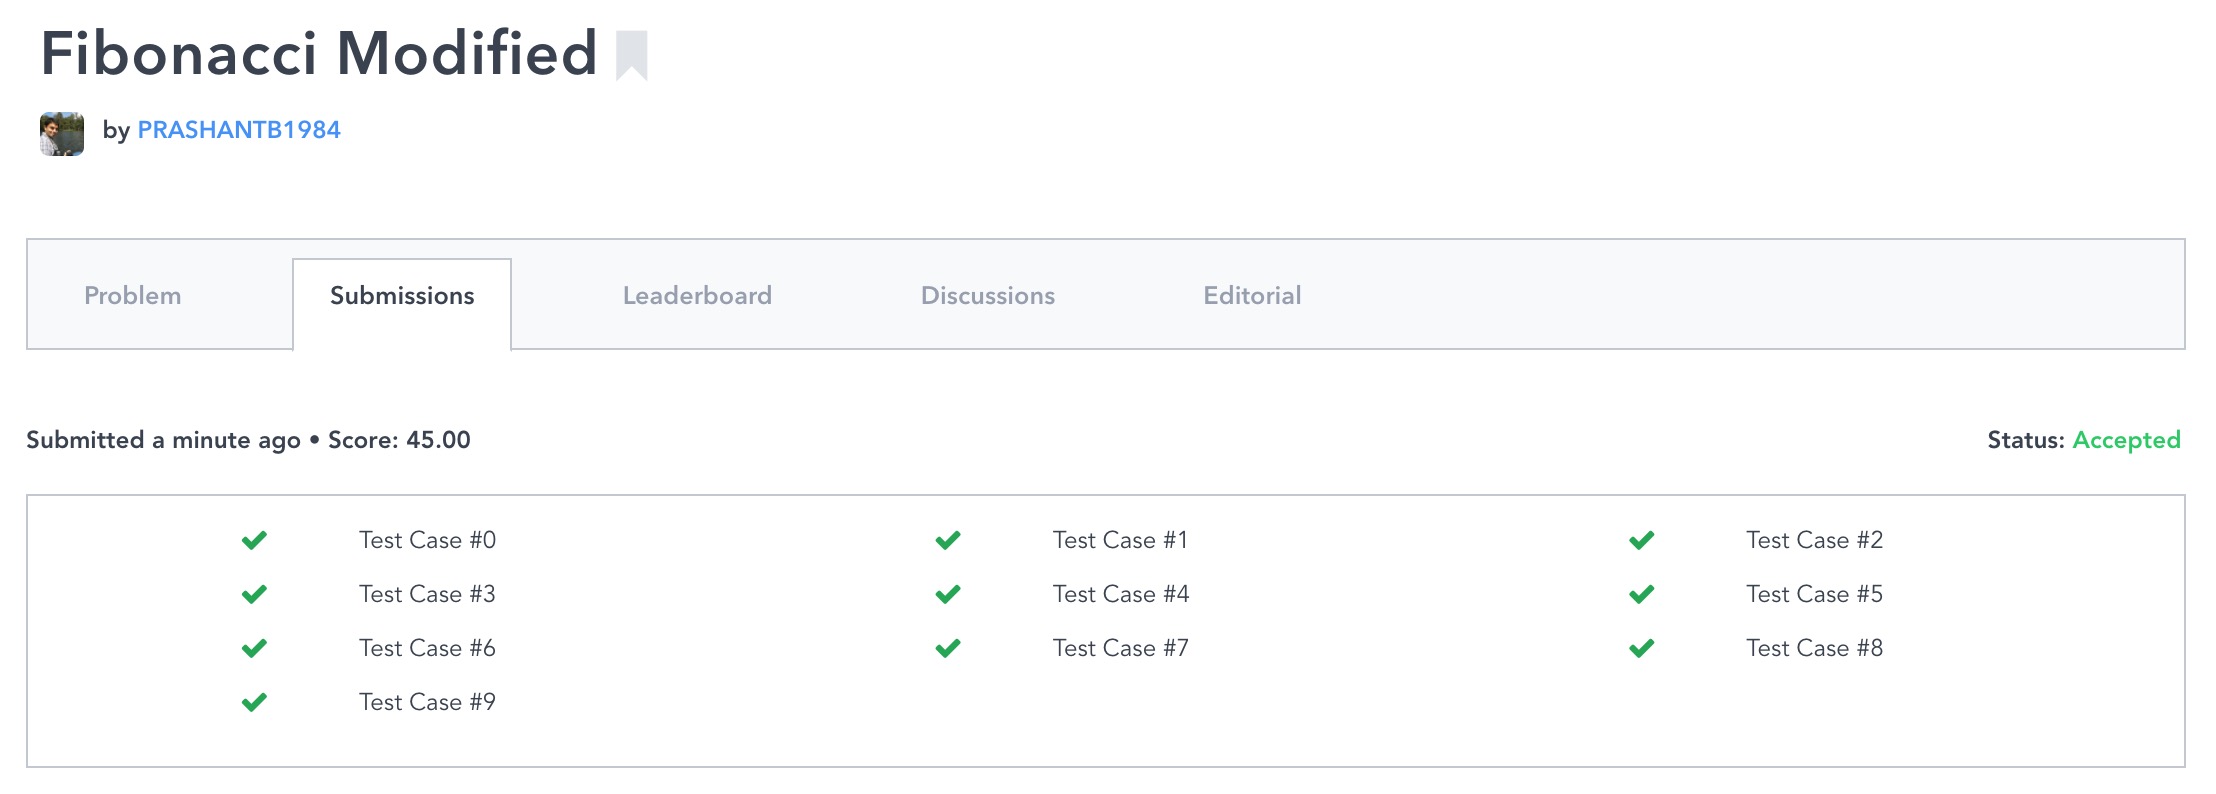 Fibonacci Modified
by PRASHANTB1984
Problem Submissions Leaderboard Discussions Editorial
Submitted a minute ago • Score: 45.00 Status: Accepted
Test Case #0 Test Case #1 Test Case #2
Test Case #3 Test Case #4 Test Case #5
Test Case #6 Test Case #7 Test Case #8
Test Case #9